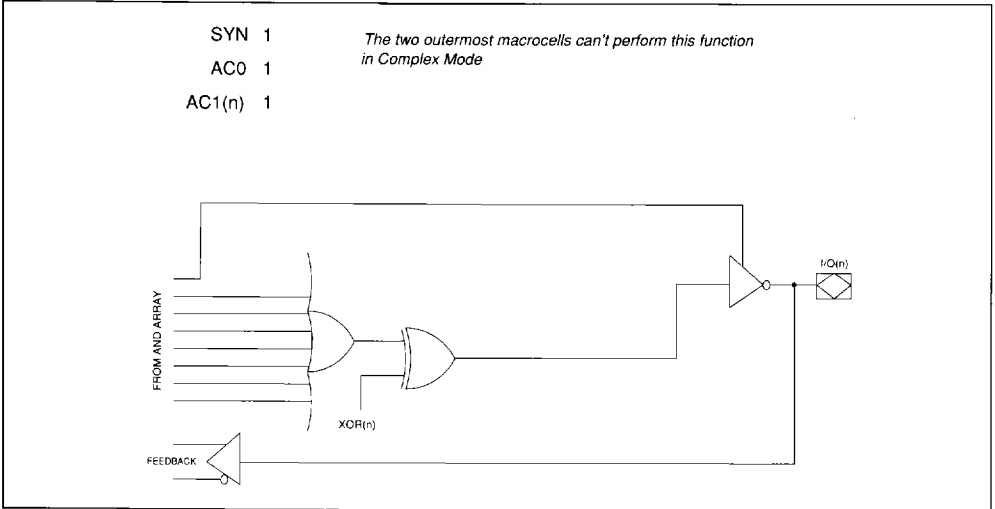 SYN 1
AC0 1
AC1(n) 1
The two outermost macrocells can't perform this function
in Complex Mode
I/O(n)
FROM AND ARRAY
XOR(n)
FEEDBACK